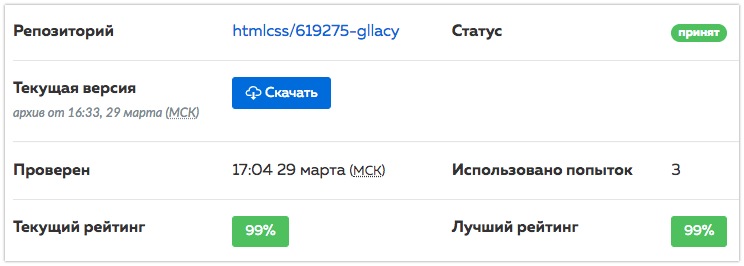 Репозиторий htmlcss/619275-gllacy Статус принят
Текущая версия Скачать
архив от 16:33, 29 марта (МСК)
Проверен 17:04 29 марта (МСК) Использовано попыток 3
Текущий рейтинг 99% Лучший рейтинг 99%